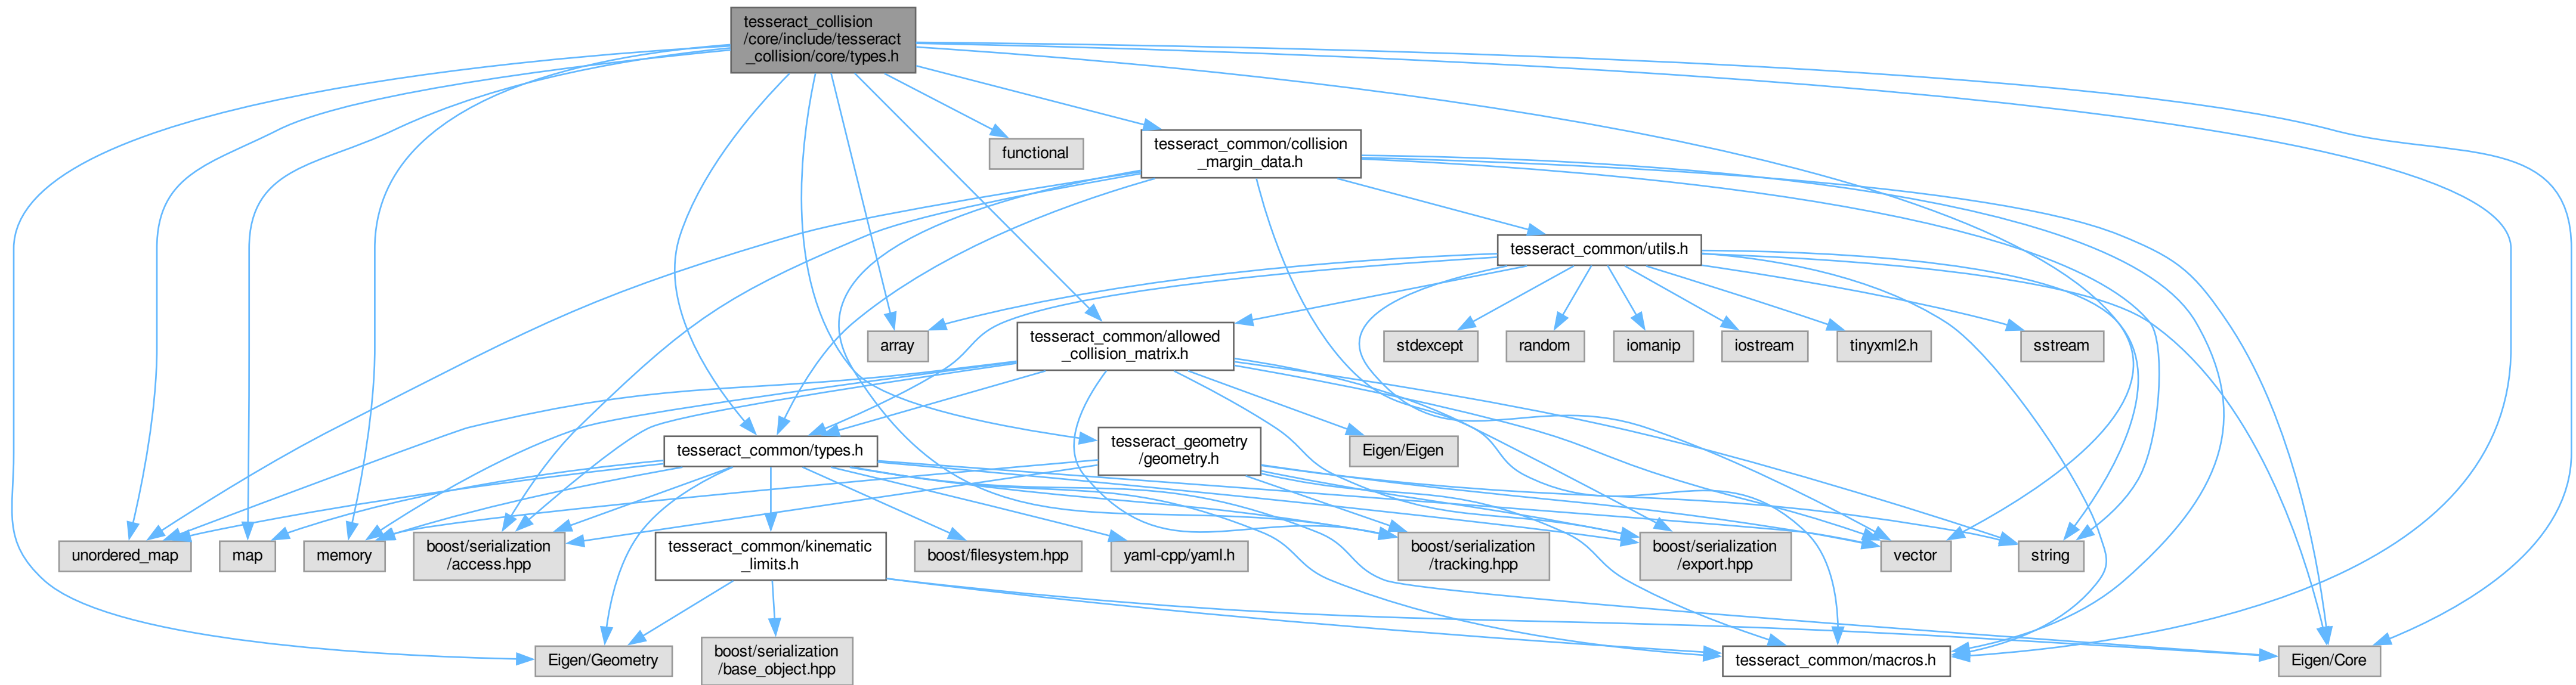 tesseract_collision
/core/include/tesseract
_collision/core/types.h
functional
tesseract_common/collision
_margin_data.h
tesseract_common/utils.h
array
tesseract_common/allowed
_collision_matrix.h
stdexcept
random
iomanip
iostream
tinyxml2.h
sstream
tesseract_common/types.h
tesseract_geometry
/geometry.h
Eigen/Eigen
unordered_map
map
memory
boost/serialization
/access.hpp
tesseract_common/kinematic
_limits.h
boost/filesystem.hpp
yaml-cpp/yaml.h
boost/serialization
/tracking.hpp
boost/serialization
/export.hpp
vector
string
Eigen/Geometry
boost/serialization
/base_object.hpp
tesseract_common/macros.h
Eigen/Core